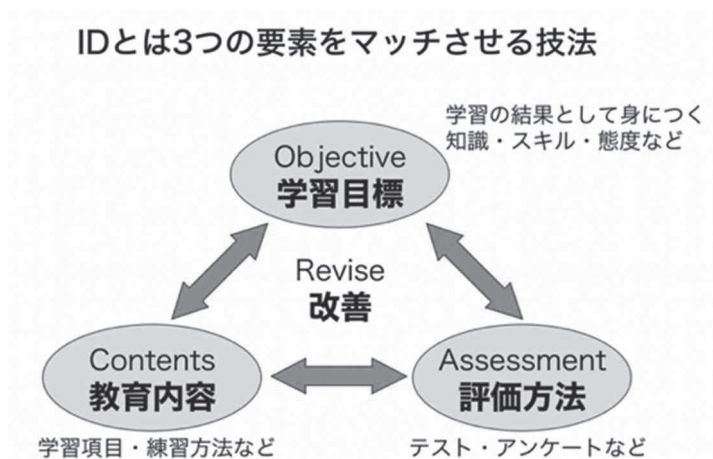 IDとは3つの要素をマッチさせる技法
学習の結果として身につく
知識・スキル・態度など
Objective
学習目標
Revise
改善
Contents
教育内容
Assessment
評価方法
学習項目・練習方法など
テスト・アンケートなど